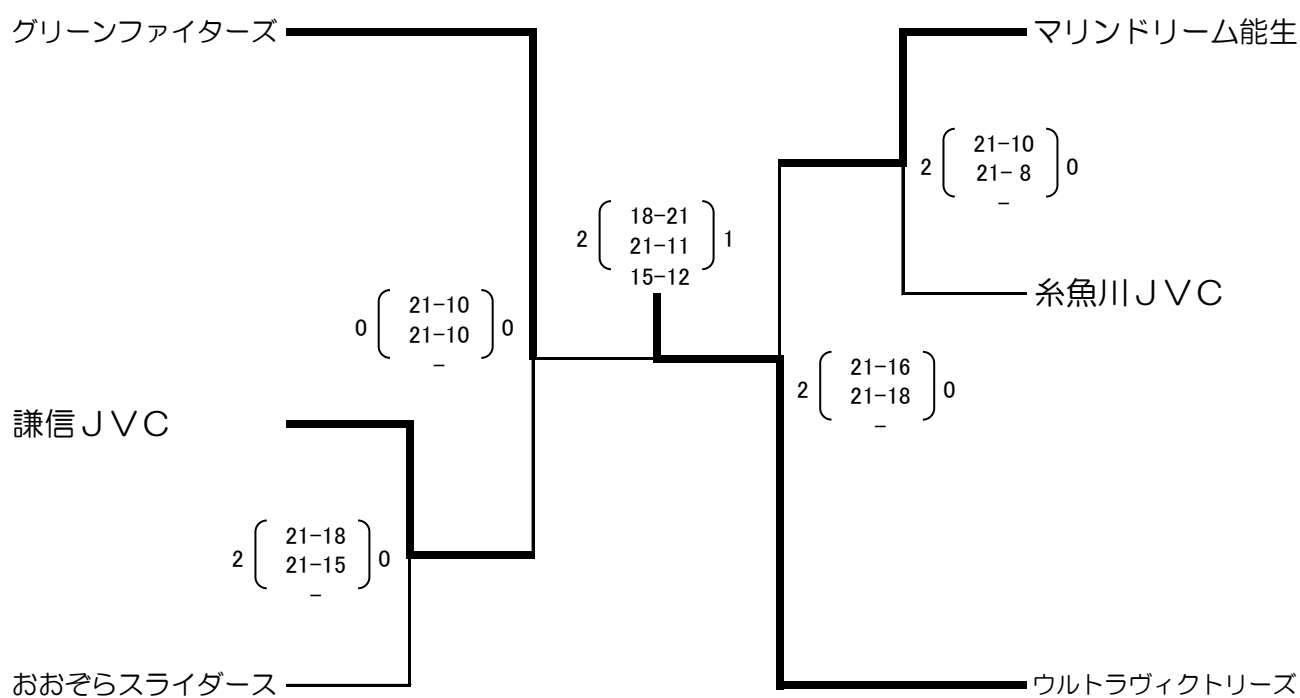 グリーンファイターズ
マリンドリーム能生
2 21-10 0
21- 8
-
18-21
2 21-11 1
15-12
糸魚川JVC
21-10
0 21-10 0
-
21-16
2 21-18 0
-
謙信JVC
21-18
2 21-15 0
-
おおぞらスライダース
ウルトラヴィクトリーズ